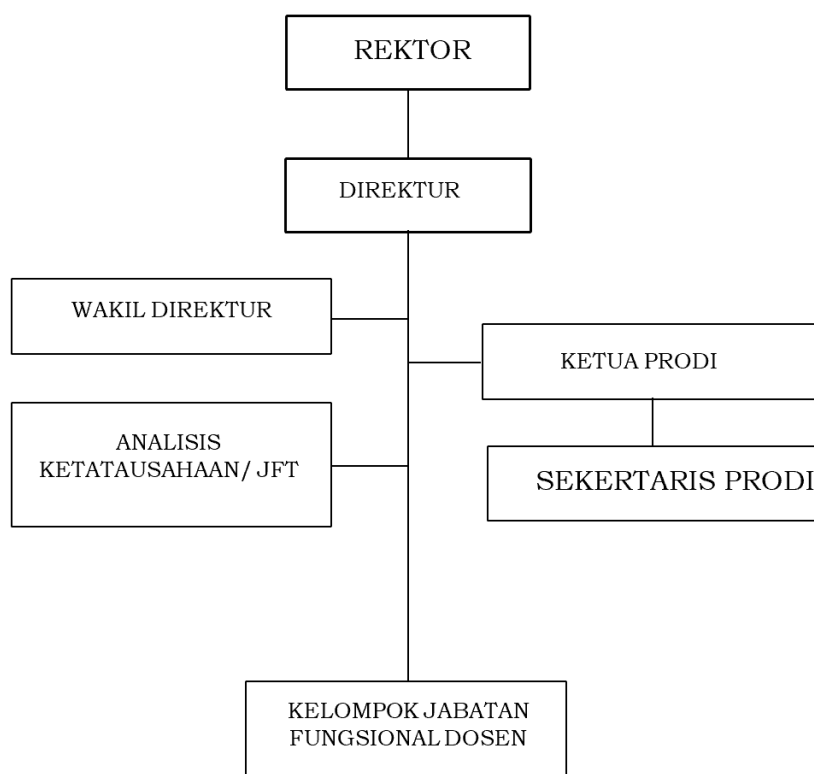 REKTOR
DIREKTUR
WAKIL DIREKTUR
KETUA PRODI
ANALISIS
KETATAUSAHAAN/ JFT
SEKERTARIS PRODI
KELOMPOK JABATAN
FUNGSIONAL DOSEN